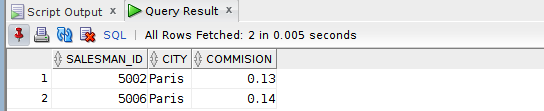 Script Output x Query Result x
SQL | All Rows Fetched: 2 in 0.005 seconds
SALESMAN_ID CITY COMMISION
1 5002 Paris 0.13
2 5006 Paris 0.14